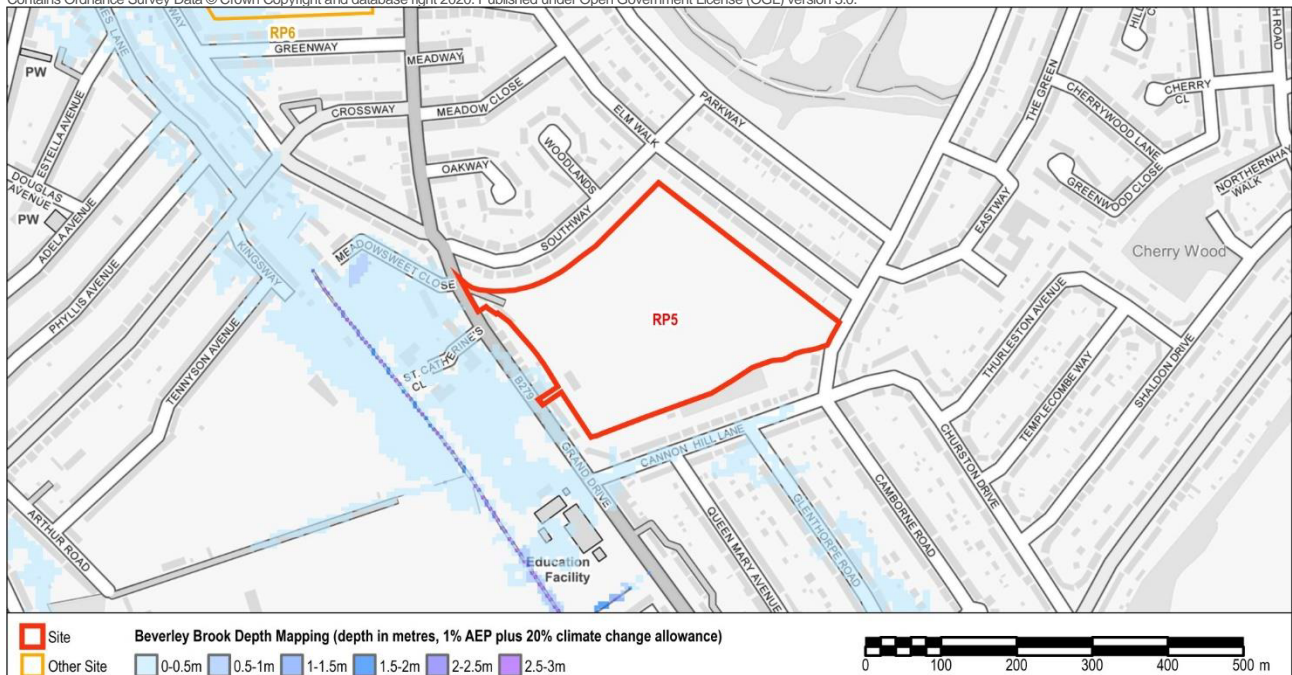 Contains Ordnance Survey Data © Crown Copyright and database right 2020. Published under Open Government License (OGL) version 3.0.
RP6
GREENWAY
MEADWAY
PW
CROSSWAY
MEADOW CLOSE
ESTELLA AVENUE
DOUGLAS
AVENUE
PW
ADELA AVENUE
OAKWAY
WOODLANDS
ELM WALK
PARKWAY
THE GREEN
CHERRYWOOD LANE
CHERRY
CL
GREENWOOD CLOSE
NORTHERNHAY
WALK
EASTWAY
Cherry Wood
SOUTHWAY
KINGSWAY
MEADOWSWEET CLOSE
PHYLLIS AVENUE
TENNYSON AVENUE
ST. CATHERINE'S
CL
B279
RP5
THURLESTON AVENUE
TEMPLECOMBE WAY
SHALDON DRIVE
CHURSTON DRIVE
CANNON HILL LANE
GRAND DRIVE
CAMBORNE ROAD
GLENTHORPE ROAD
QUEEN MARY AVENUE
ARTHUR ROAD
Education
Facility
Site
Beverley Brook Depth Mapping (depth in metres, 1% AEP plus 20% climate change allowance)
Other Site
0-0.5m
0.5-1m
1-1.5m
1.5-2m
2-2.5m
2.5-3m
0 100 200 300 400 500 m